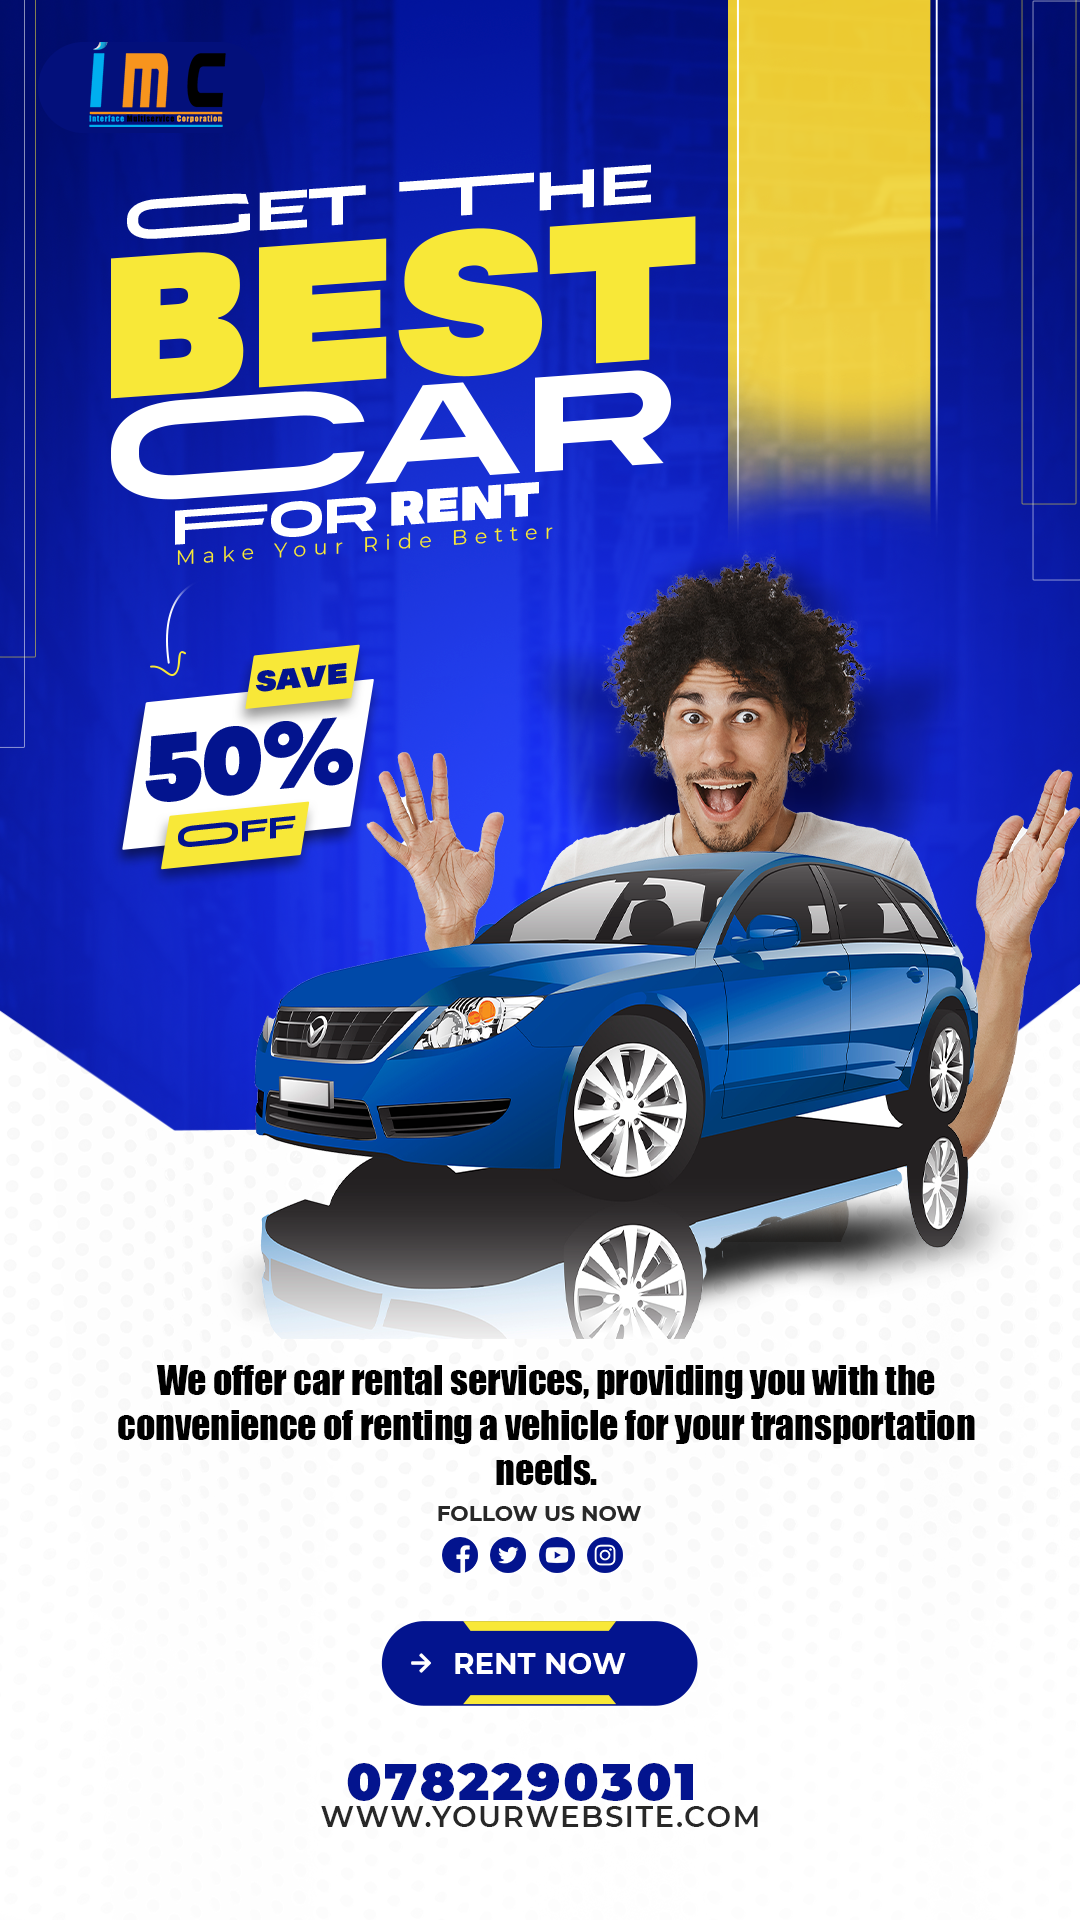 imc
Interface Multiservice Corporation
GET THE
BEST
CAR
FOR RENT
Make Your Ride Better
SAVE
50%
OFF
We offer car rental services, providing you with the
convenience of renting a vehicle for your transportation
needs.
FOLLOW US NOW
RENT NOW
0782290301
WWW.YOURWEBSITE.COM